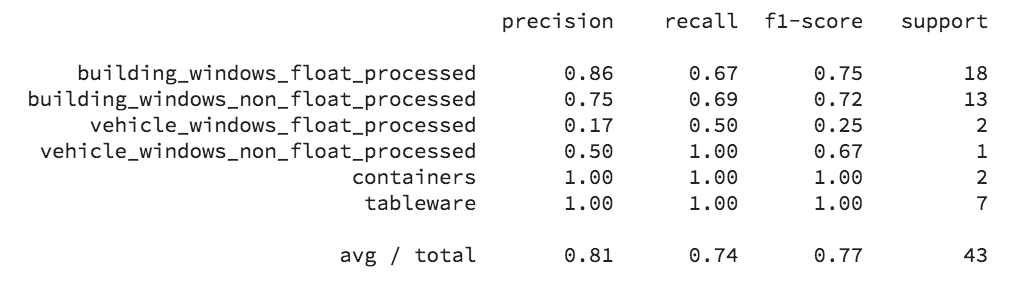 precision recall f1-score support
building_windows_float_processed 0.86 0.67 0.75 18
building_windows_non_float_processed 0.75 0.69 0.72 13
vehicle_windows_float_processed 0.17 0.50 0.25 2
vehicle_windows_non_float_processed 0.50 1.00 0.67 1
containers 1.00 1.00 1.00 2
tableware 1.00 1.00 1.00 7
avg / total 0.81 0.74 0.77 43